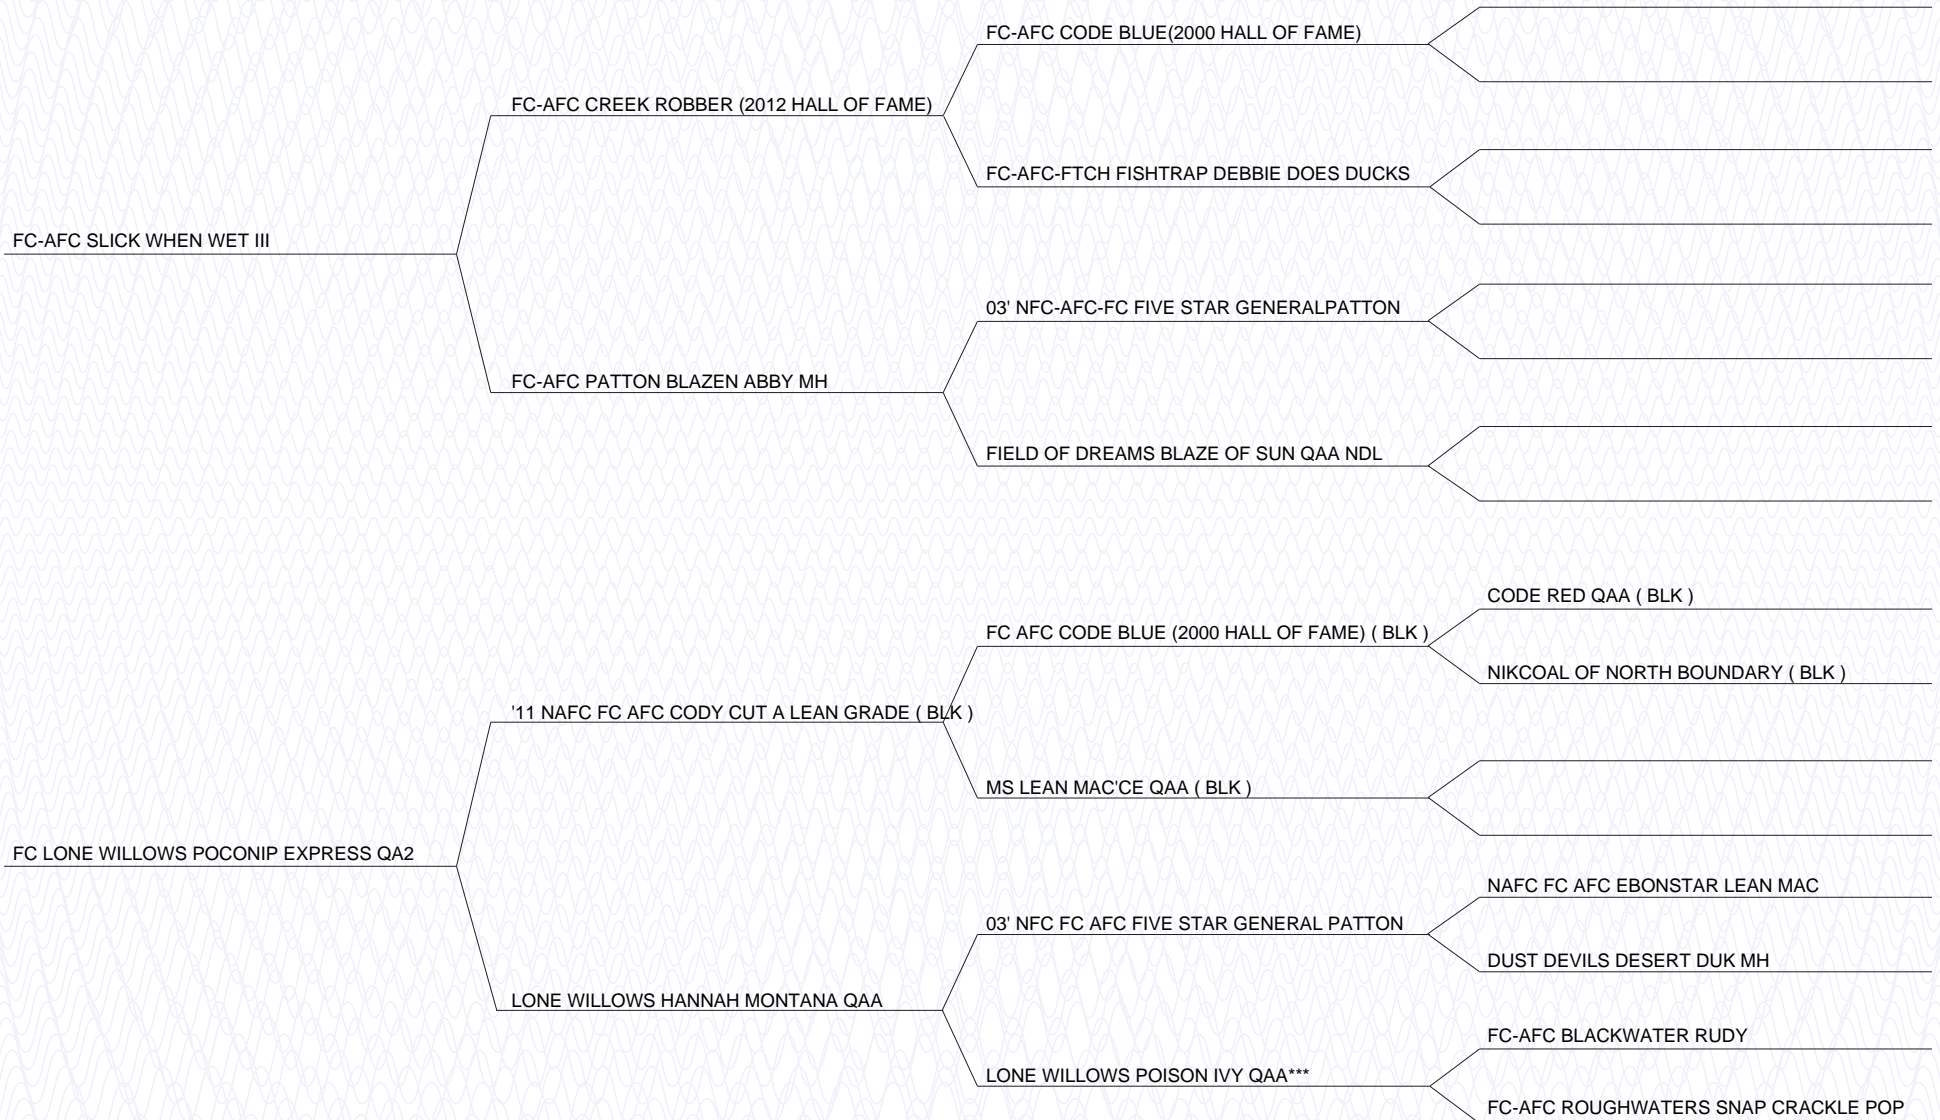 FC-AFC CODE BLUE(2000 HALL OF FAME)
FC-AFC CREEK ROBBER (2012 HALL OF FAME)
FC-AFC-FTCH FISHTRAP DEBBIE DOES DUCKS
FC-AFC SLICK WHEN WET III
03' NFC-AFC-FC FIVE STAR GENERALPATTON
FC-AFC PATTON BLAZEN ABBY MH
FIELD OF DREAMS BLAZE OF SUN QAA NDL
CODE RED QAA ( BLK )
FC AFC CODE BLUE (2000 HALL OF FAME) ( BLK )
NIKCOAL OF NORTH BOUNDARY ( BLK )
'11 NAFC FC AFC CODY CUT A LEAN GRADE ( BLK )
MS LEAN MAC'CE QAA ( BLK )
FC LONE WILLOWS POCONIP EXPRESS QA2
NAFC FC AFC EBONSTAR LEAN MAC
03' NFC FC AFC FIVE STAR GENERAL PATTON
DUST DEVILS DESERT DUK MH
LONE WILLOWS HANNAH MONTANA QAA
FC-AFC BLACKWATER RUDY
LONE WILLOWS POISON IVY QAA***
FC-AFC ROUGHWATERS SNAP CRACKLE POP